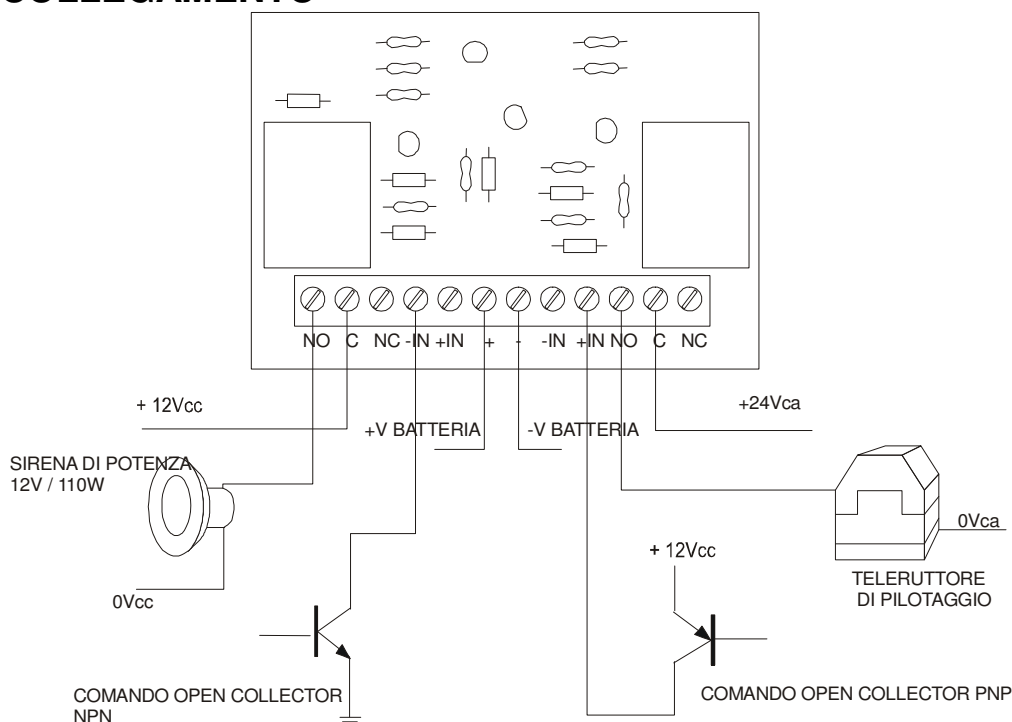 NO C NC -IN +IN + - -IN +IN NO C NC
+ 12Vcc
+24Vca
+V BATTERIA
-V BATTERIA
SIRENA DI POTENZA
12V / 110W
0Vca
+ 12Vcc
TELERUTTORE
DI PILOTAGGIO
0Vcc
COMANDO OPEN COLLECTOR
NPN
COMANDO OPEN COLLECTOR PNP